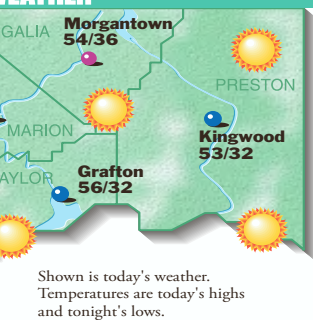 WEATHER
GALIA
Morgantown
54/36
PRESTON
MARION
Kingwood
53/32
AYLOR
Grafton
56/32
Shown is today's weather.
Temperatures are today's highs
and tonight's lows.